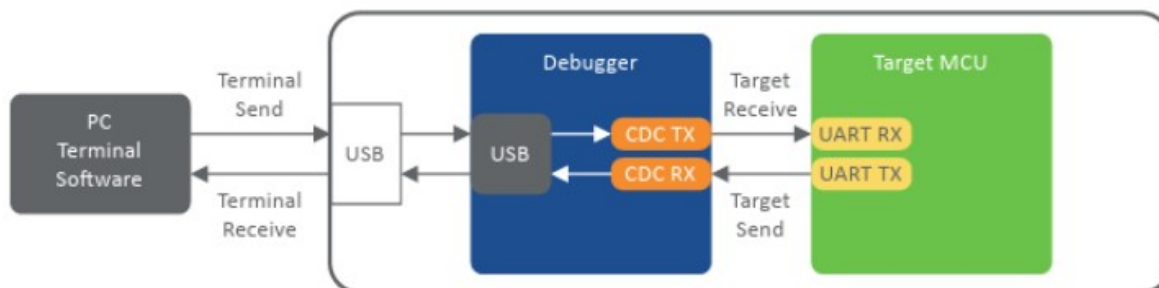 Debugger
Target MCU
Terminal
Send
Target
Receive
PC
Terminal
Software
USB
USB
CDC TX
CDC RX
UART RX
UART TX
Terminal
Receive
Target
Send